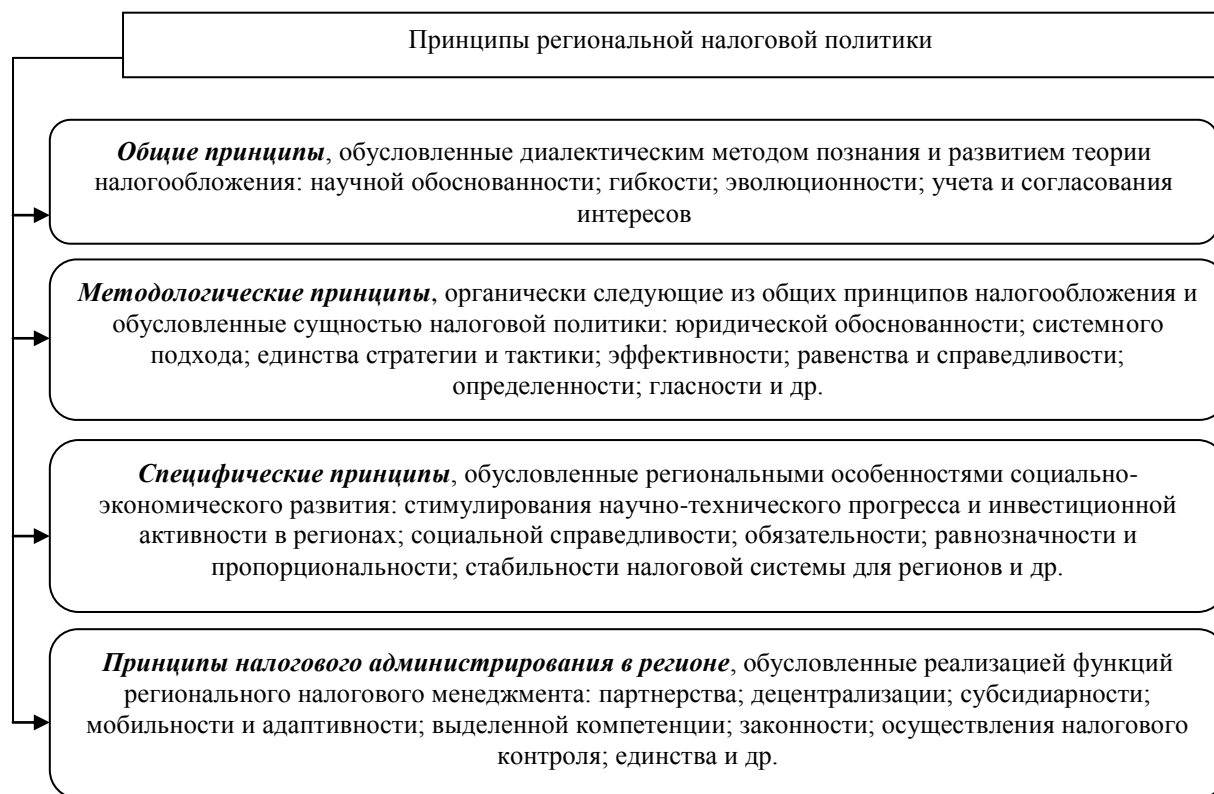 Принципы региональной налоговой политики
Общие принципы, обусловленные диалектическим методом познания и развитием теории
налогообложения: научной обоснованности; гибкости; эволюционности; учета и согласования
интересов
Методологические принципы, органически следующие из общих принципов налогообложения и
обусловленные сущностью налоговой политики: юридической обоснованности; системного
подхода; единства стратегии и тактики; эффективности; равенства и справедливости;
определенности; гласности и др.
Специфические принципы, обусловленные региональными особенностями социально-
экономического развития: стимулирования научно-технического прогресса и инвестиционной
активности в регионах; социальной справедливости; обязательности; равнозначности и
пропорциональности; стабильности налоговой системы для регионов и др.
Принципы налогового администрирования в регионе, обусловленные реализацией функций
регионального налогового менеджмента: партнерства; децентрализации; субсидиарности;
мобильности и адаптивности; выделенной компетенции; законности; осуществления налогового
контроля; единства и др.